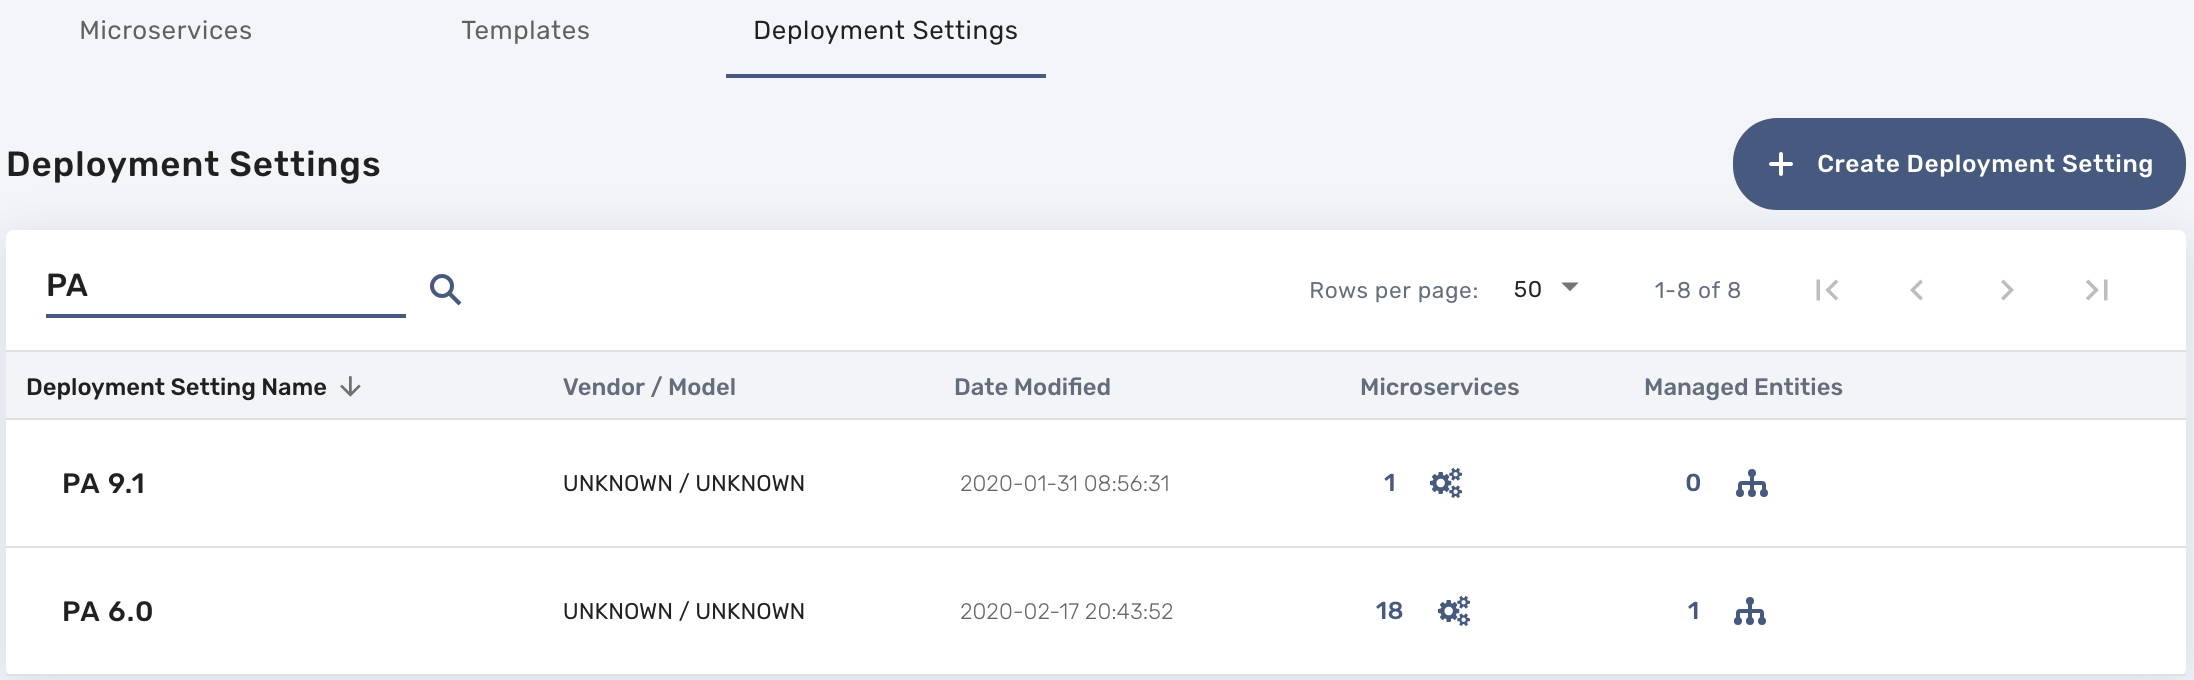 Microservices Templates Deployment Settings
Deployment Settings
+ Create Deployment Setting
PA
Rows per page: 50 1-8 of 8
Deployment Setting Name Vendor / Model Date Modified Microservices Managed Entities
PA 9.1 UNKNOWN / UNKNOWN 2020-01-31 08:56:31 1 0
PA 6.0 UNKNOWN / UNKNOWN 2020-02-17 20:43:52 18 1